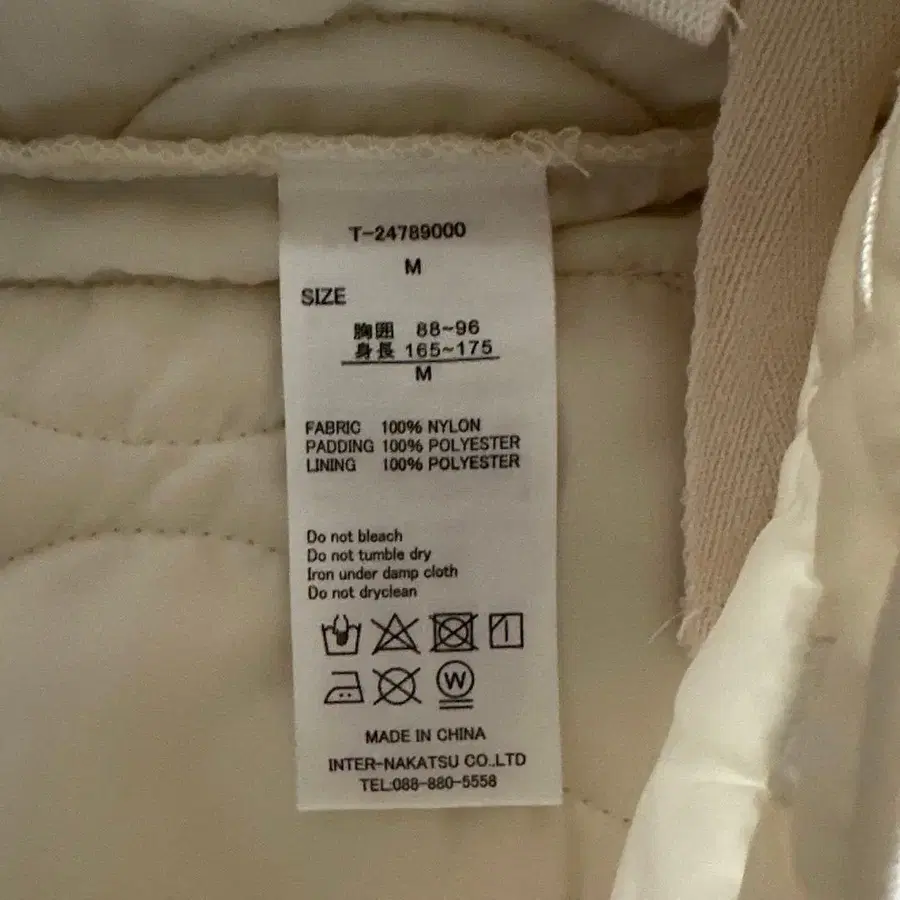 T-24789000
M
SIZE
胸囲 88~96
身長 165~175
M
FABRIC 100% NYLON
PADDING 100% POLYESTER
LINING 100% POLYESTER
Do not bleach
Do not tumble dry
Iron under damp cloth
Do not dryclean
W
MADE IN CHINA
INTER-NAKATSU CO.,LTD
TEL:088-880-5558